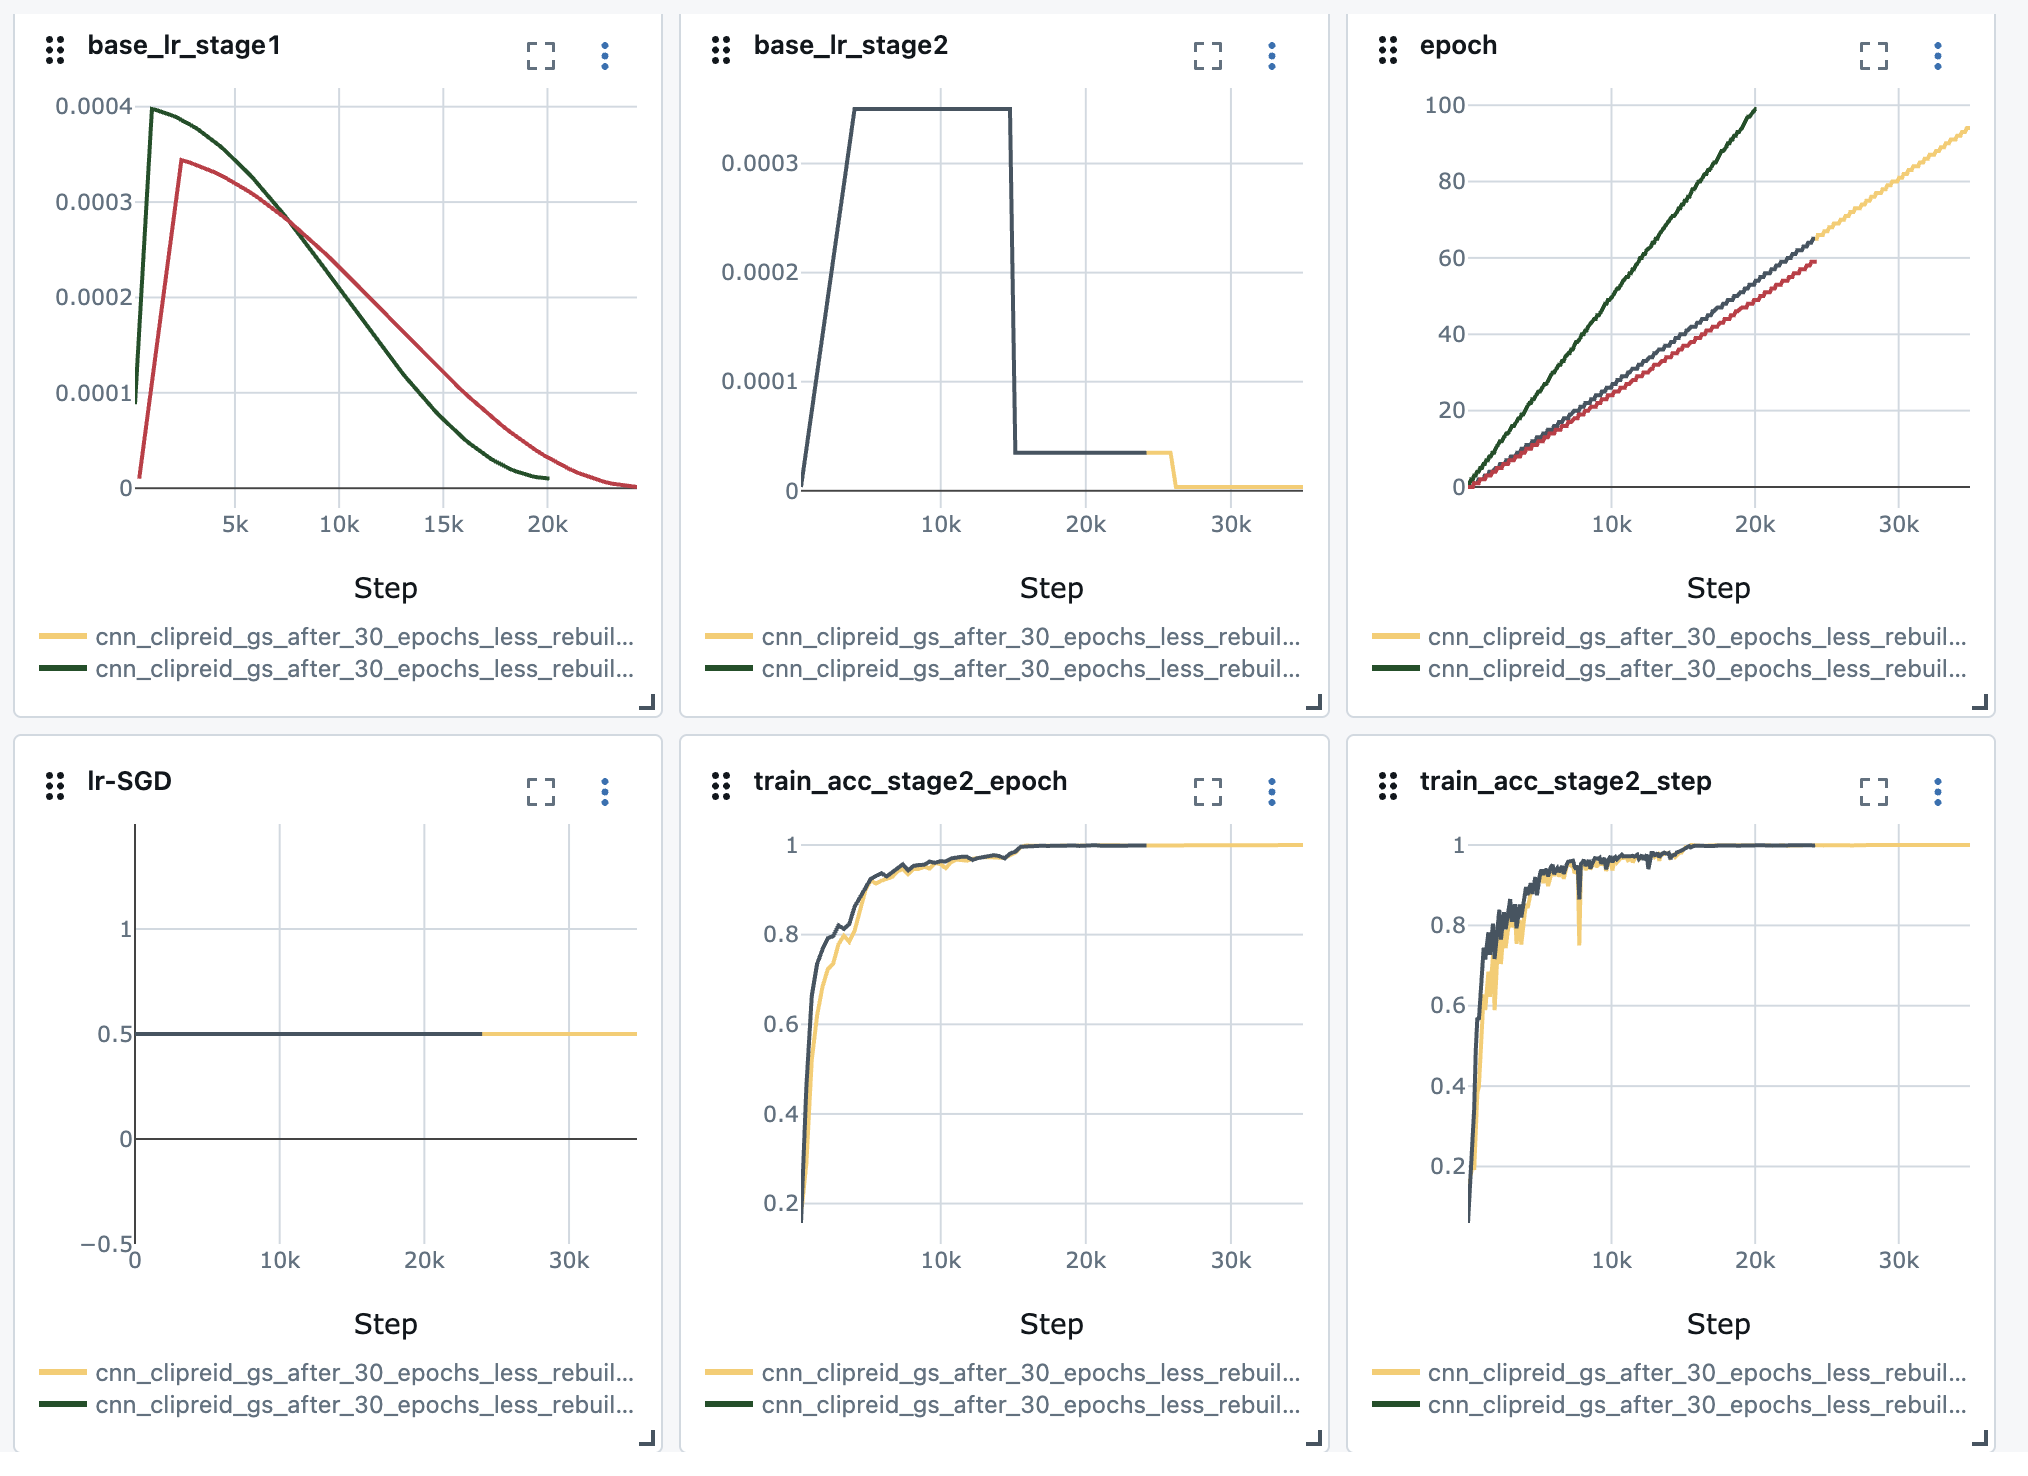 base_lr_stage1
0.0004
0.0003
0.0002
0.0001
0
5k 10k 15k 20k
Step
cnn_clipreid_gs_after_30_epochs_less_rebuil...
cnn_clipreid_gs_after_30_epochs_less_rebuil...
base_lr_stage2
0.0003
0.0002
0.0001
0
10k 20k 30k
Step
cnn_clipreid_gs_after_30_epochs_less_rebuil...
cnn_clipreid_gs_after_30_epochs_less_rebuil...
epoch
100
80
60
40
20
0
10k 20k 30k
Step
cnn_clipreid_gs_after_30_epochs_less_rebuil...
cnn_clipreid_gs_after_30_epochs_less_rebuil...
lr-SGD
1
0.5
0
−0.5
0 10k 20k 30k
Step
cnn_clipreid_gs_after_30_epochs_less_rebuil...
cnn_clipreid_gs_after_30_epochs_less_rebuil...
train_acc_stage2_epoch
1
0.8
0.6
0.4
0.2
10k 20k 30k
Step
cnn_clipreid_gs_after_30_epochs_less_rebuil...
cnn_clipreid_gs_after_30_epochs_less_rebuil...
train_acc_stage2_step
1
0.8
0.6
0.4
0.2
10k 20k 30k
Step
cnn_clipreid_gs_after_30_epochs_less_rebuil...
cnn_clipreid_gs_after_30_epochs_less_rebuil...